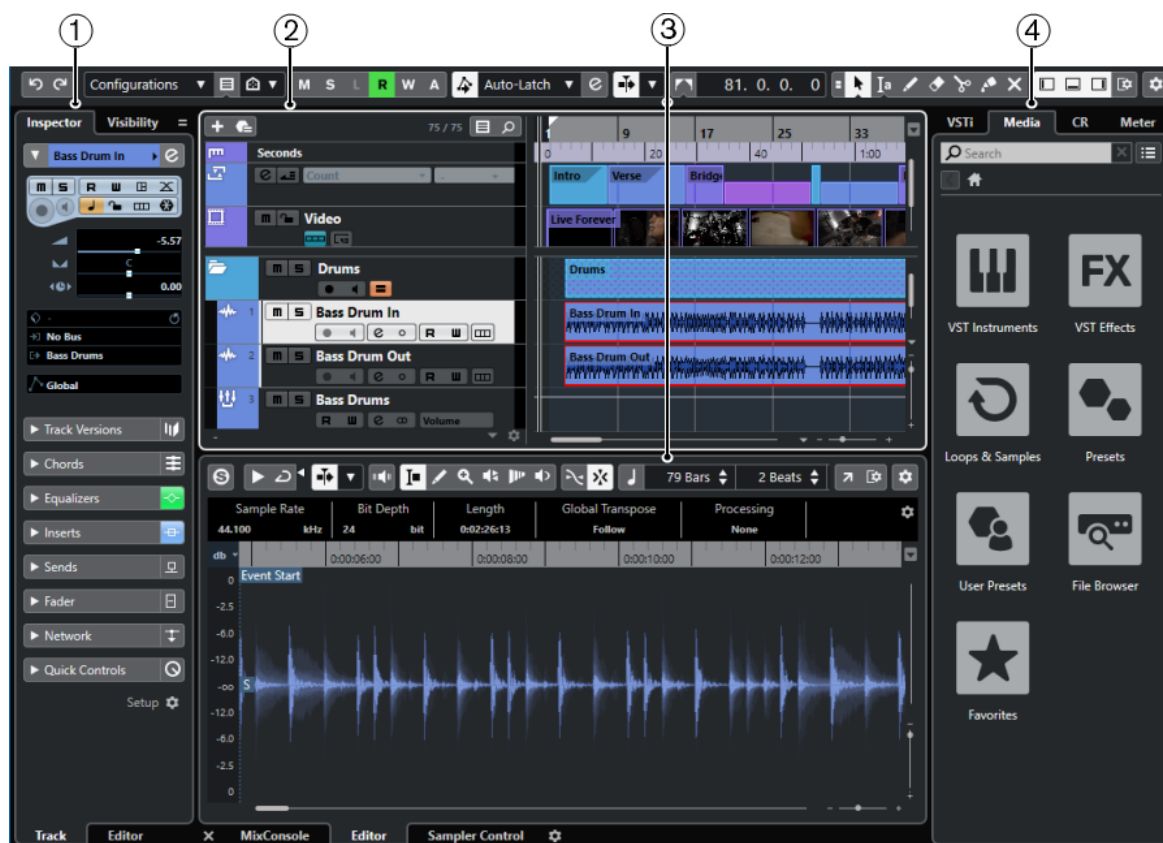 1 2 3 4
Configurations M S L R W A Auto-Latch 81. 0. 0. 0
Inspector Visibility
Bass Drum In
-5.57
C
0.00
-
No Bus
Bass Drums
Global
Track Versions
Chords
Equalizers
Inserts
Sends
Fader
Network
Quick Controls
Setup
Track Editor
75 / 75
Seconds
Count -
Video
Drums
1 Bass Drum In
R
2 Bass Drum Out
R
3 Bass Drums
R Volume
1 9 17 25 33
0 20 40 1:00
Intro Verse Bridge
Live Forever
Drums
Bass Drum In
Bass Drum Out
79 Bars 2 Beats
Sample Rate Bit Depth Length Global Transpose Processing
44.100 kHz 24 bit 0:02:26:13 Follow None
db 0:00:06:00 0:00:08:00 0:00:10:00 0:00:12:00
Event Start
0
-2.5
-6.0
-12.0
-oo S
-12.0
-6.0
-2.5
0
MixConsole Editor Sampler Control
VSTi Media CR Meter
Search
VST Instruments FX VST Effects
Loops & Samples Presets
User Presets File Browser
Favorites